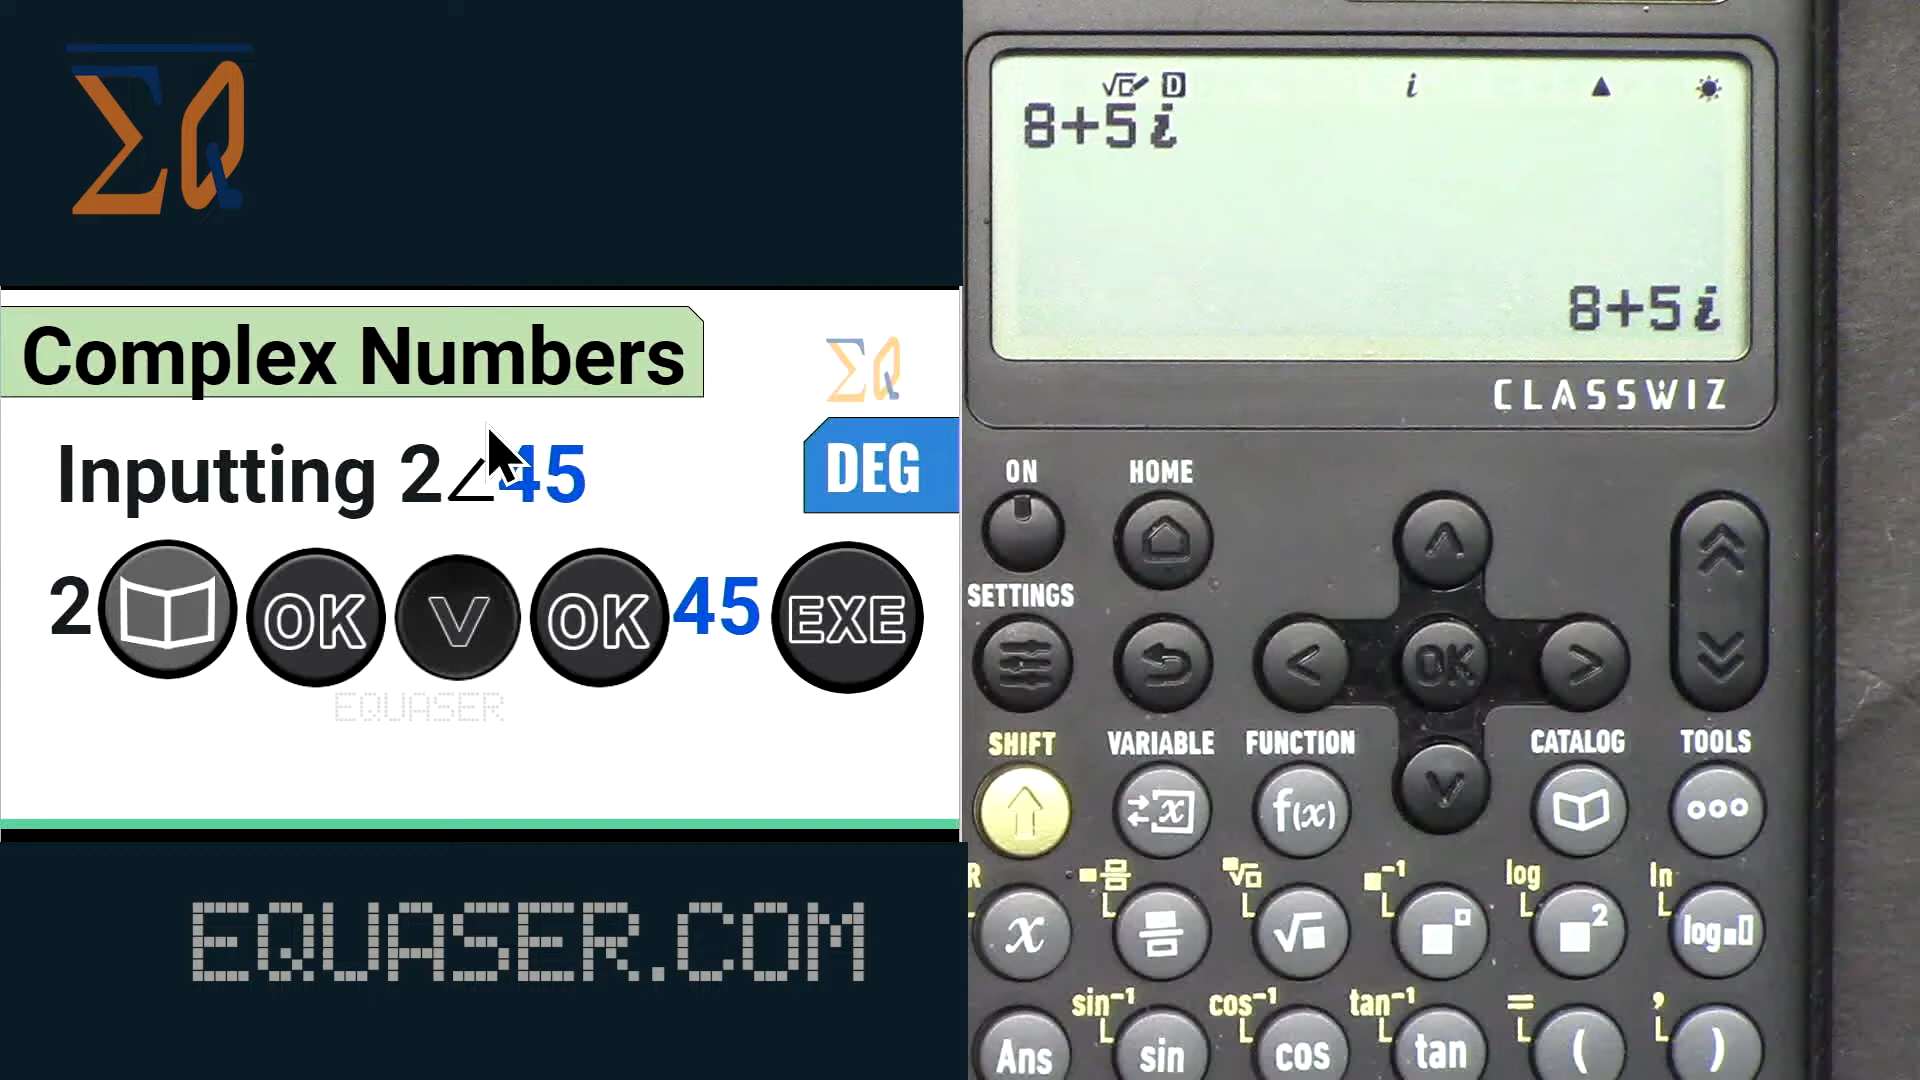 ΣQ
Complex Numbers
ΣQ
Inputting 2∠45
DEG
2 OK ∨ OK 45 EXE
EQUASER
EQUASER.COM
√ D i ▲
8+5i
8+5i
CLASSWIZ
ON HOME
SETTINGS
OK
SHIFT VARIABLE FUNCTION CATALOG TOOLS
x f(x)
log ln
x √■ ■² log■
sin⁻¹ cos⁻¹ tan⁻¹ = ,
Ans sin cos tan ( )